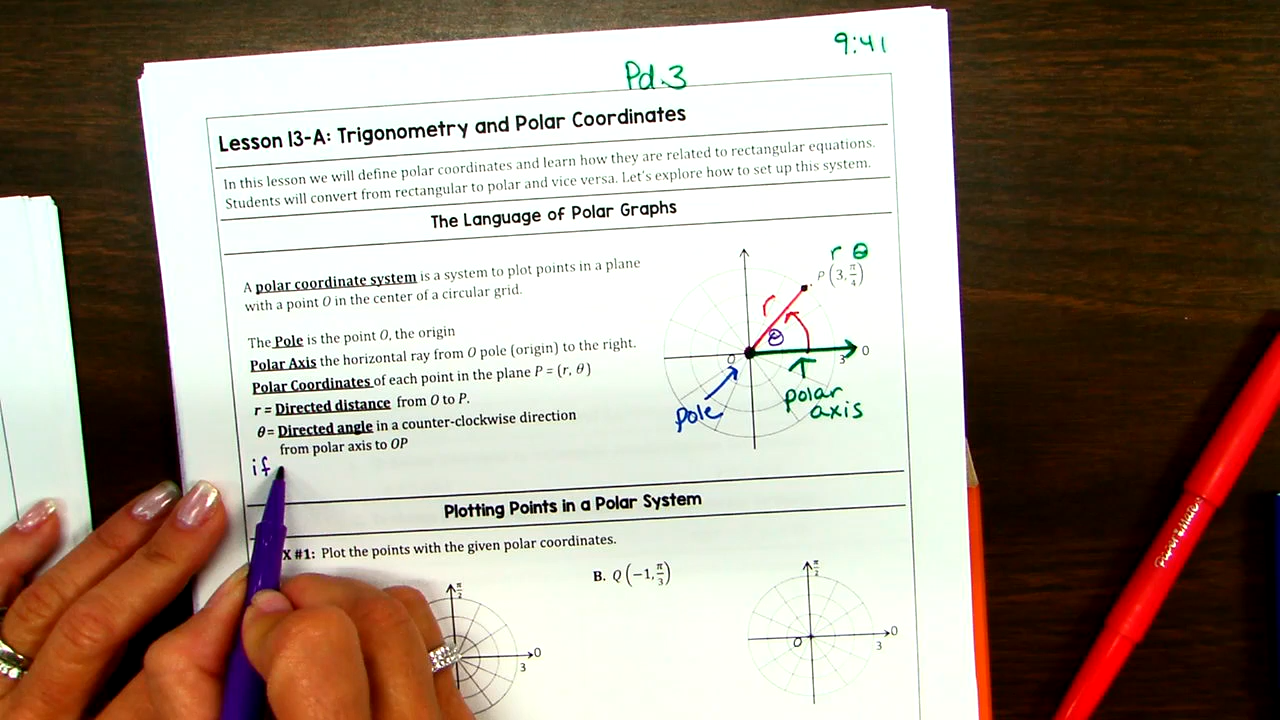 9:41
Pd.3
Lesson 13-A: Trigonometry and Polar Coordinates
In this lesson we will define polar coordinates and learn how they are related to rectangular equations.
Students will convert from rectangular to polar and vice versa. Let's explore how to set up this system.
The Language of Polar Graphs
A polar coordinate system is a system to plot points in a plane
with a point O in the center of a circular grid.
The Pole is the point O, the origin
Polar Axis the horizontal ray from O pole (origin) to the right.
Polar Coordinates of each point in the plane P = (r, θ)
r = Directed distance from O to P.
θ = Directed angle in a counter-clockwise direction
from polar axis to OP
if
r θ
P (3, π/4)
r
θ
O 3 0
pole
polar
axis
Plotting Points in a Polar System
X #1: Plot the points with the given polar coordinates.
B. Q (−1, π/3)
π/2
0
3
π/2
O
0
3
PaperMate